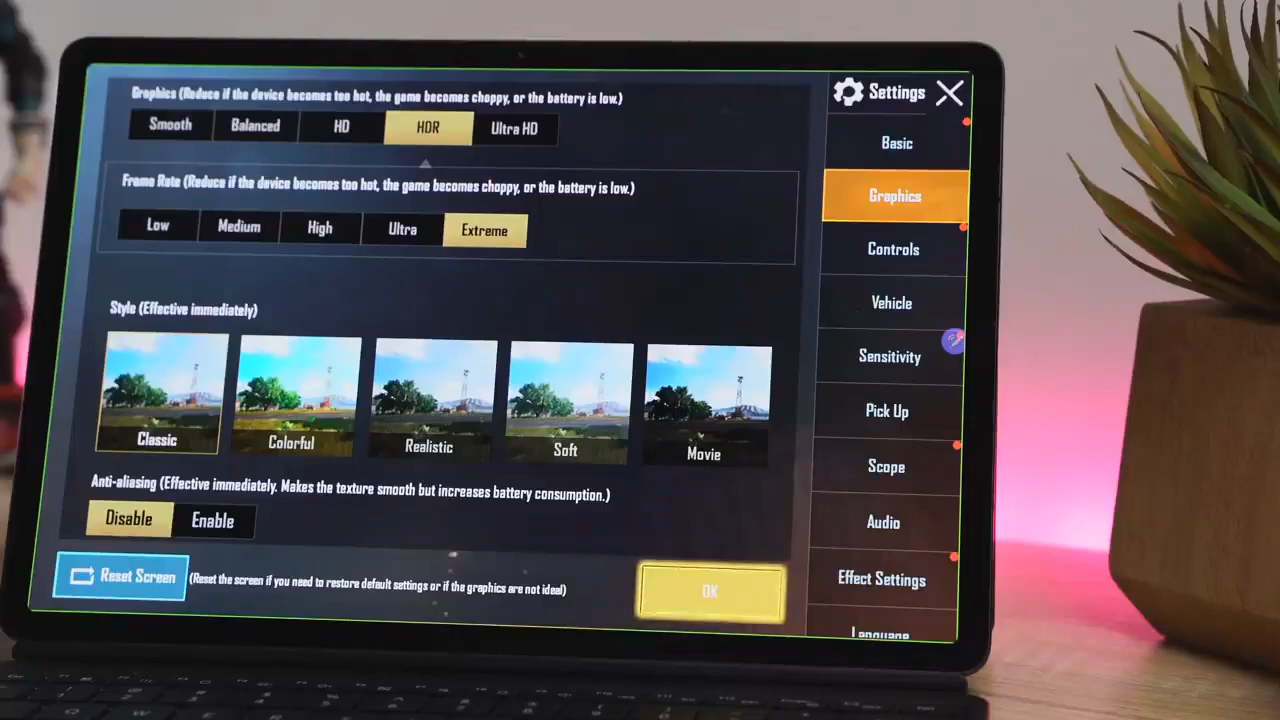 Graphics (Reduce if the device becomes too hot, the game becomes choppy, or the battery is low.)
Smooth Balanced HD HDR Ultra HD
Frame Rate (Reduce if the device becomes too hot, the game becomes choppy, or the battery is low.)
Low Medium High Ultra Extreme
Style (Effective immediately)
Classic Colorful Realistic Soft Movie
Anti-aliasing (Effective immediately. Makes the texture smooth but increases battery consumption.)
Disable Enable
Reset Screen (Reset the screen if you need to restore default settings or if the graphics are not ideal) OK
Settings
Basic
Graphics
Controls
Vehicle
Sensitivity
Pick Up
Scope
Audio
Effect Settings
Language